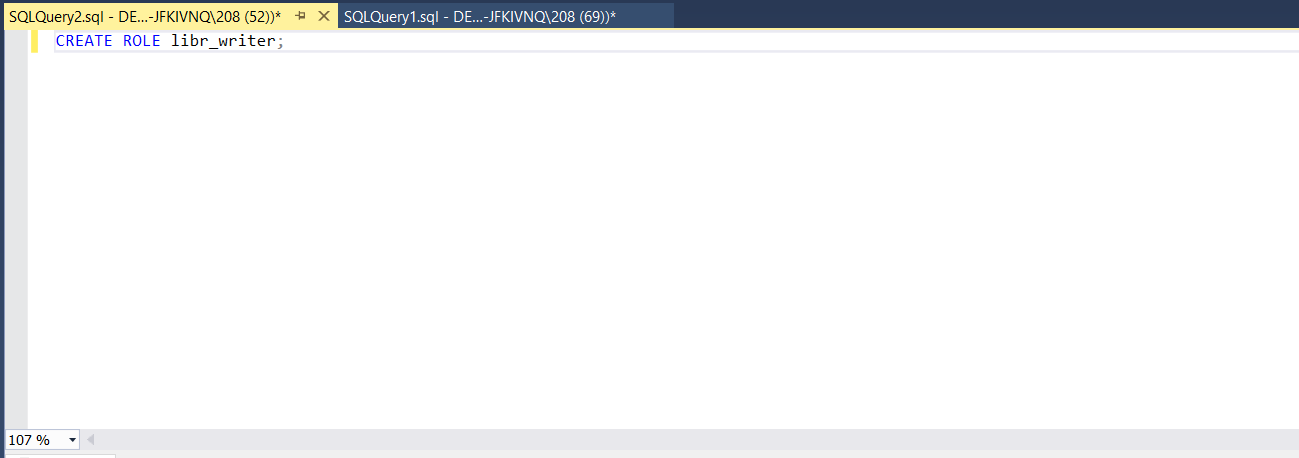 SQLQuery2.sql - DE...-JFKIVNQ\208 (52))* SQLQuery1.sql - DE...-JFKIVNQ\208 (69))*
CREATE ROLE libr_writer;
107 %